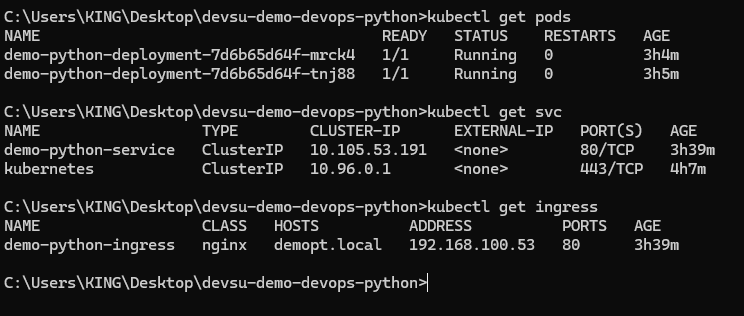 C:\Users\KING\Desktop\devsu-demo-devops-python>kubectl get pods
NAME READY STATUS RESTARTS AGE
demo-python-deployment-7d6b65d64f-mrck4 1/1 Running 0 3h4m
demo-python-deployment-7d6b65d64f-tnj88 1/1 Running 0 3h5m
C:\Users\KING\Desktop\devsu-demo-devops-python>kubectl get svc
NAME TYPE CLUSTER-IP EXTERNAL-IP PORT(S) AGE
demo-python-service ClusterIP 10.105.53.191 <none> 80/TCP 3h39m
kubernetes ClusterIP 10.96.0.1 <none> 443/TCP 4h7m
C:\Users\KING\Desktop\devsu-demo-devops-python>kubectl get ingress
NAME CLASS HOSTS ADDRESS PORTS AGE
demo-python-ingress nginx demopt.local 192.168.100.53 80 3h39m
C:\Users\KING\Desktop\devsu-demo-devops-python>